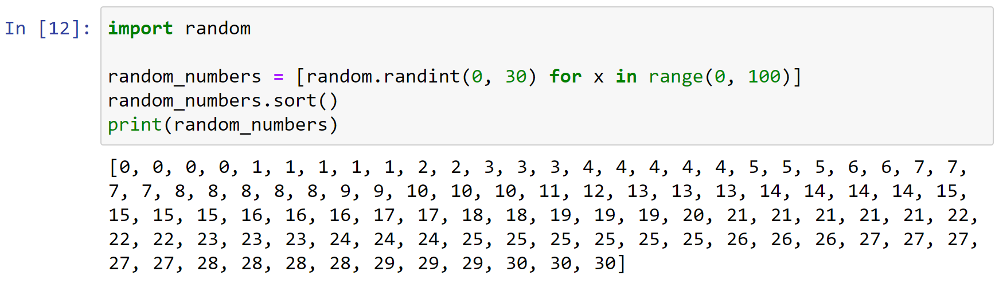 In [12]: import random
random_numbers = [random.randint(0, 30) for x in range(0, 100)]
random_numbers.sort()
print(random_numbers)
[0, 0, 0, 0, 1, 1, 1, 1, 1, 2, 2, 3, 3, 3, 4, 4, 4, 4, 4, 5, 5, 5, 6, 6, 7, 7,
7, 7, 8, 8, 8, 8, 8, 9, 9, 10, 10, 10, 11, 12, 13, 13, 13, 14, 14, 14, 14, 15,
15, 15, 15, 16, 16, 16, 17, 17, 18, 18, 19, 19, 19, 20, 21, 21, 21, 21, 21, 22,
22, 22, 23, 23, 23, 24, 24, 24, 25, 25, 25, 25, 25, 25, 26, 26, 26, 27, 27, 27,
27, 27, 28, 28, 28, 28, 29, 29, 29, 30, 30, 30]